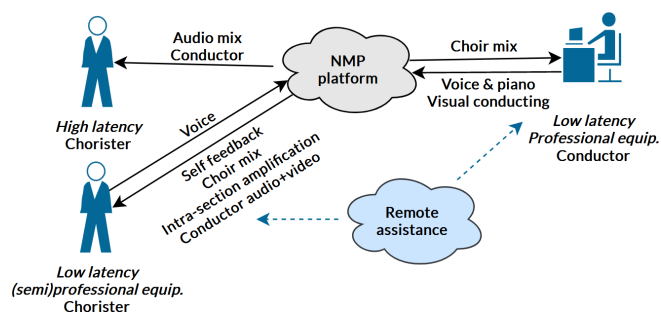 Audio mix
Conductor
NMP
platform
Choir mix
Voice & piano
Visual conducting
High latency
Chorister
Voice
Self feedback
Choir mix
Intra-section amplification
Conductor audio+video
Low latency
Professional equip.
Conductor
Remote
assistance
Low latency
(semi)professional equip.
Chorister